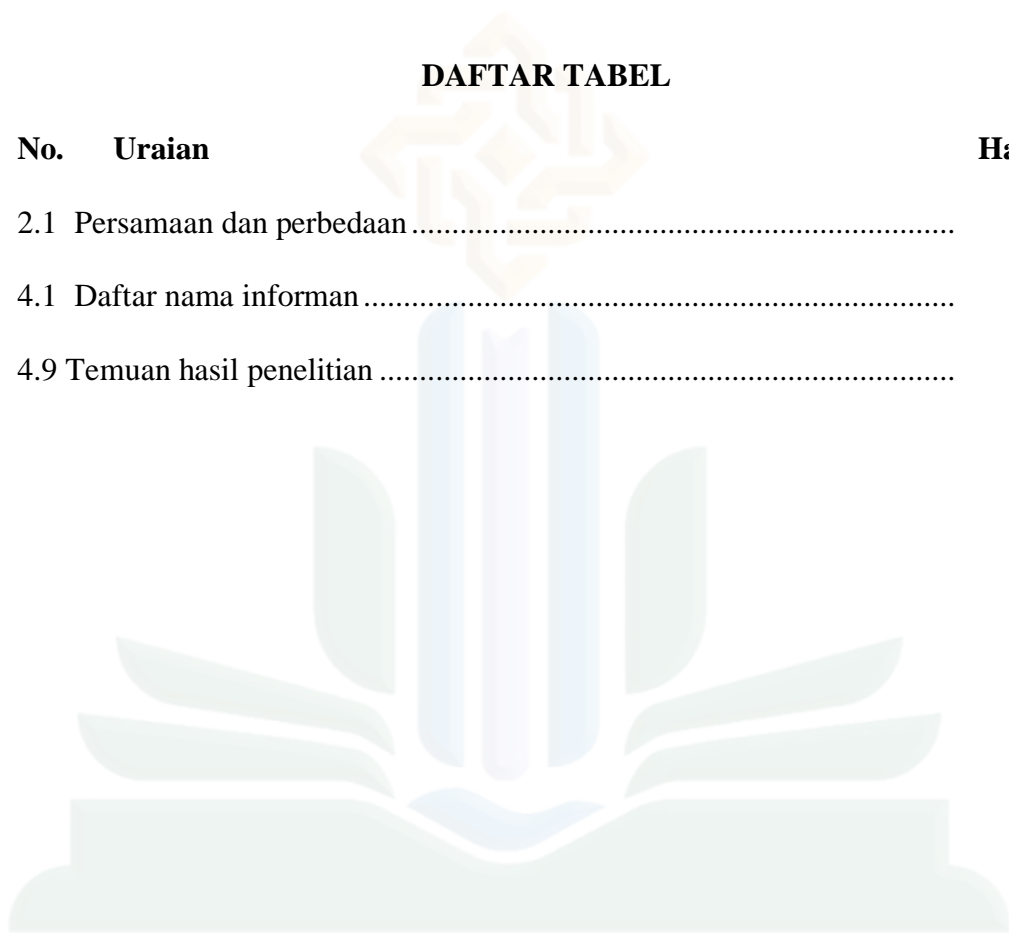 DAFTAR TABEL
No. Uraian
2.1 Persamaan dan perbedaan ....................................................................
4.1 Daftar nama informan ..........................................................................
4.9 Temuan hasil penelitian ........................................................................